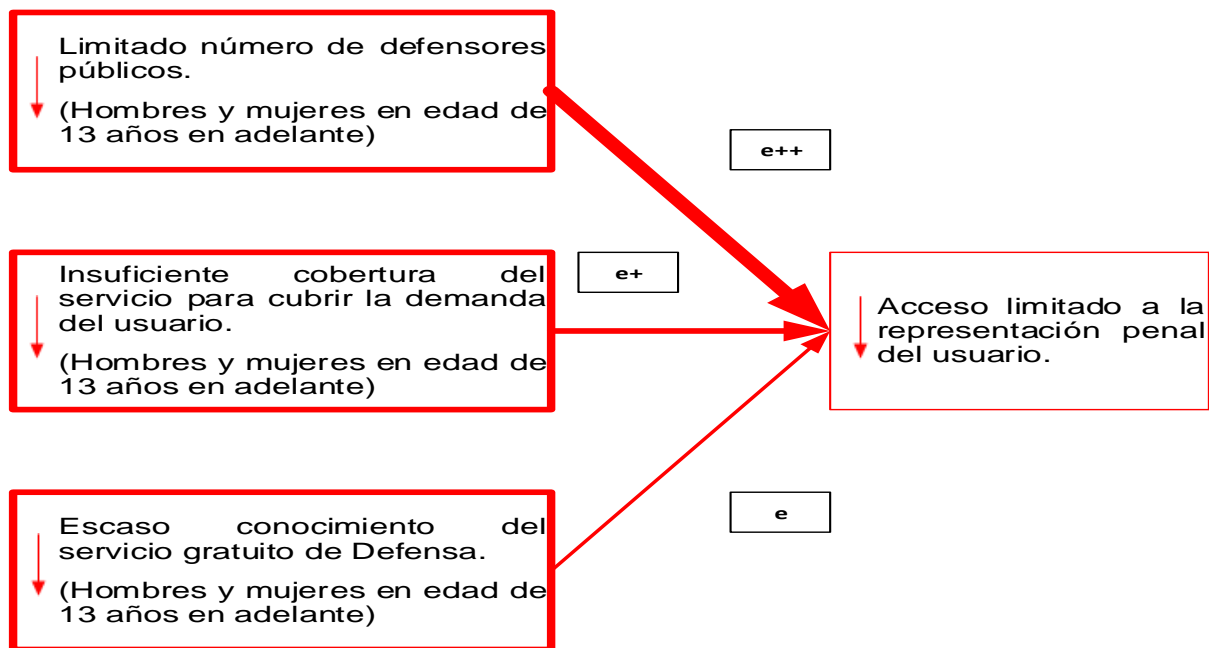 Limitado número de defensores
públicos.
(Hombres y mujeres en edad de
13 años en adelante)
e++
Insuficiente cobertura del
servicio para cubrir la demanda
del usuario.
(Hombres y mujeres en edad de
13 años en adelante)
e+
Acceso limitado a la
representación penal
del usuario.
Escaso conocimiento del
servicio gratuito de Defensa.
(Hombres y mujeres en edad de
13 años en adelante)
e